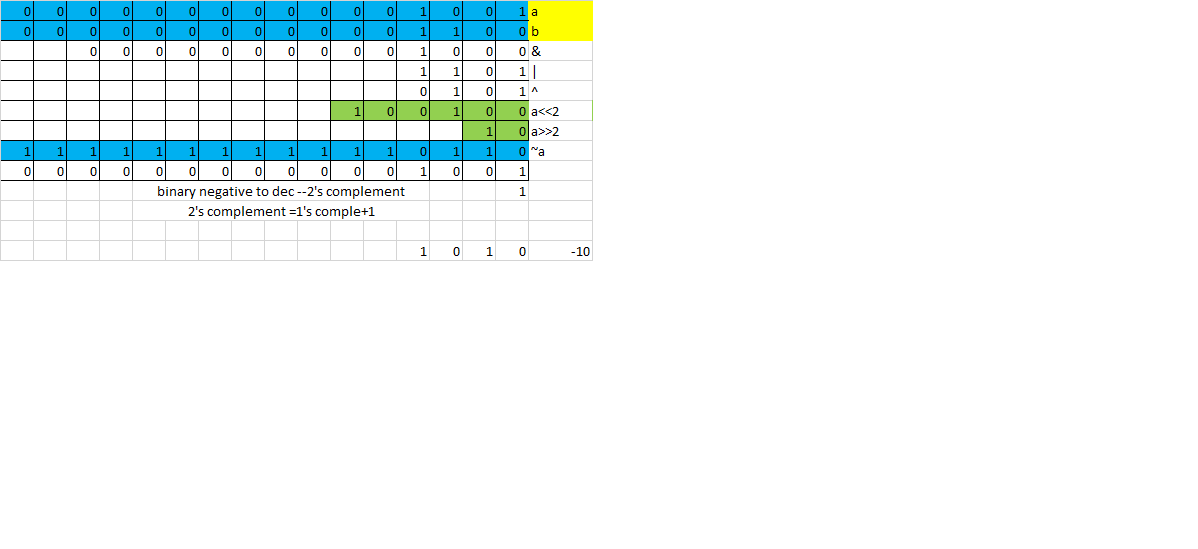 0 0 0 0 0 0 0 0 0 0 0 0 1 0 0 1 a
0 0 0 0 0 0 0 0 0 0 0 0 1 1 0 0 b
0 0 0 0 0 0 0 0 0 0 1 0 0 0 &
1 1 0 1 |
0 1 0 1 ^
1 0 0 1 0 0 a<<2
1 0 a>>2
1 1 1 1 1 1 1 1 1 1 1 1 0 1 1 0 ~a
0 0 0 0 0 0 0 0 0 0 0 0 1 0 0 1
binary negative to dec --2's complement 1
2's complement =1's comple+1
1 0 1 0 -10